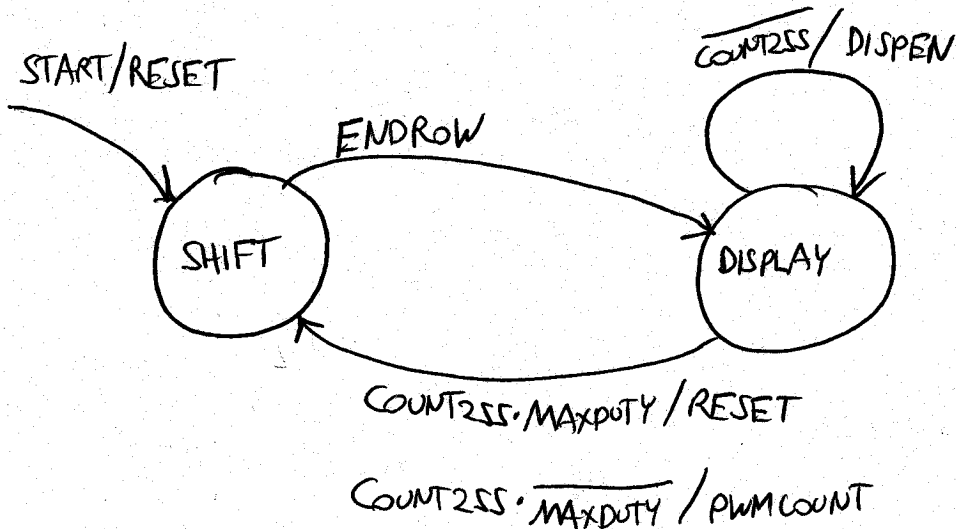 START/RESET
COUNT255/ DISPEN
ENDROW
SHIFT
DISPLAY
COUNT255·MAXDUTY/RESET
COUNT255·MAXDUTY/PWMCOUNT